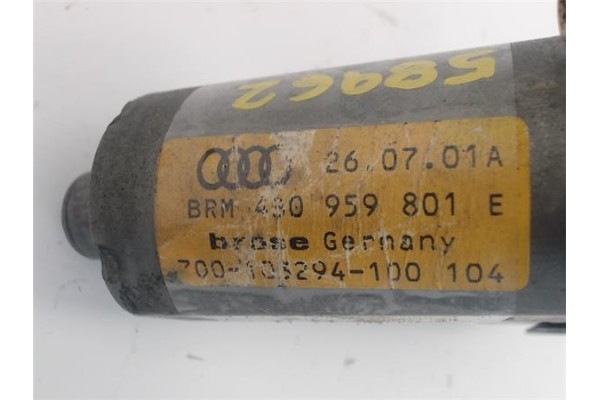 58962
26.07.01A
BRM 4B0 959 801 E
brose Germany
700-103294-100 104